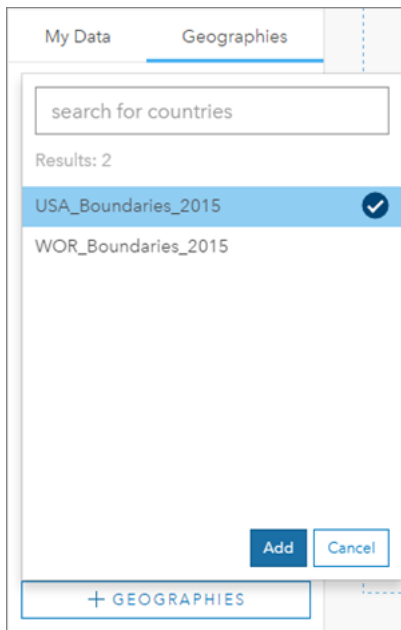 My Data Geographies
search for countries
Results: 2
USA_Boundaries_2015
WOR_Boundaries_2015
Add Cancel
+ GEOGRAPHIES